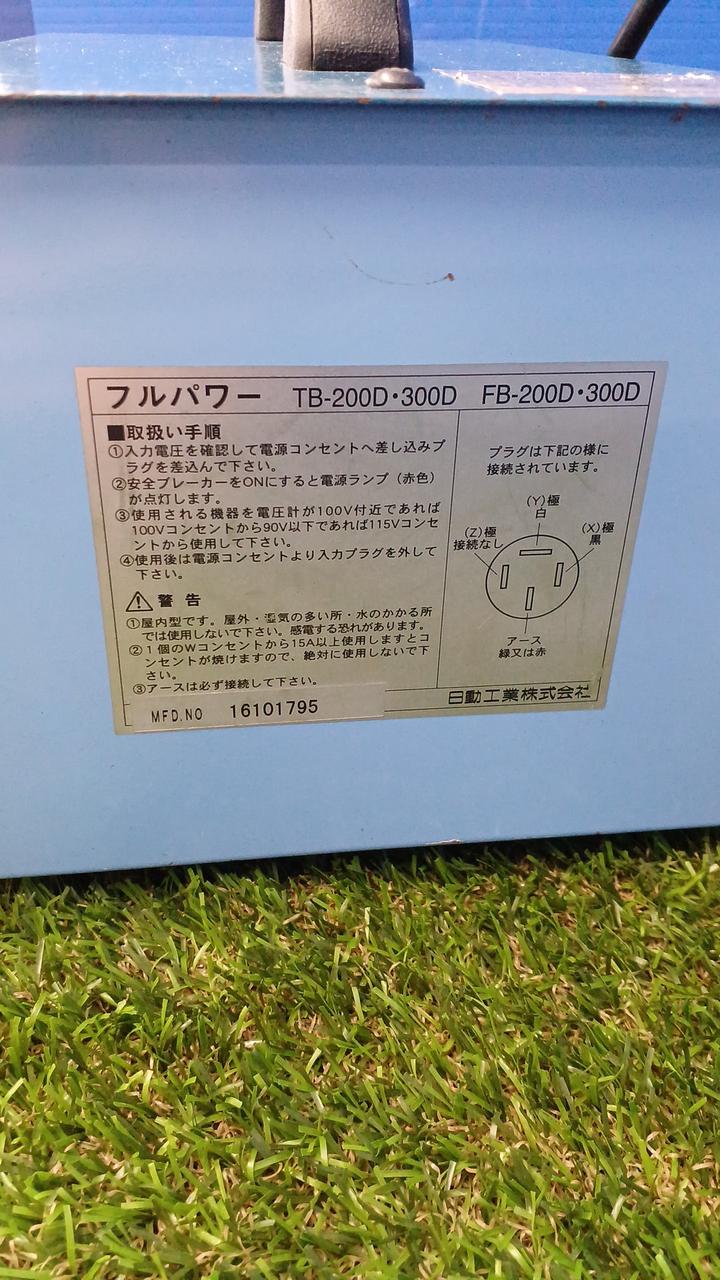 フルパワー TB-200D・300D FB-200D・300D
■取扱い手順
①入力電圧を確認して電源コンセントへ差し込みプ
ラグを差込んで下さい。
②安全ブレーカーをONにすると電源ランプ（赤色）
が点灯します。
③使用される機器を電圧計が100V付近であれば
100Vコンセントから90V以下であれば115Vコンセ
ントから使用して下さい。
④使用後は電源コンセントより入力プラグを外して
下さい。
警告
①屋内型です。屋外・湿気の多い所・水のかかる所
では使用しないで下さい。感電する恐れがあります。
②1個のWコンセントから15A以上使用しますとコ
ンセントが焼けますので、絶対に使用しないで下
さい。
③アースは必ず接続して下さい。
MFD.NO 16101795
プラグは下記の様に
接続されています。
(Y)極
白
(Z)極
接続なし
(X)極
黒
アース
緑又は赤
日動工業株式会社